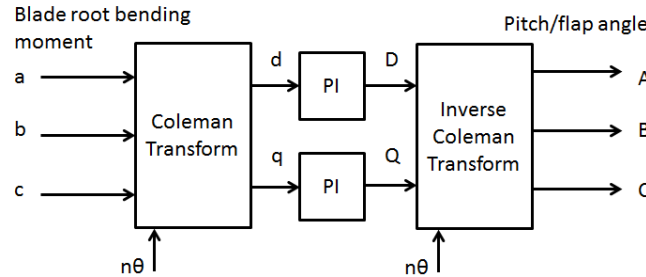 Blade root bending
moment
Pitch/flap angle
a
b
c
Coleman
Transform
d
q
PI
PI
D
Q
Inverse
Coleman
Transform
A
B
C
nθ
nθ